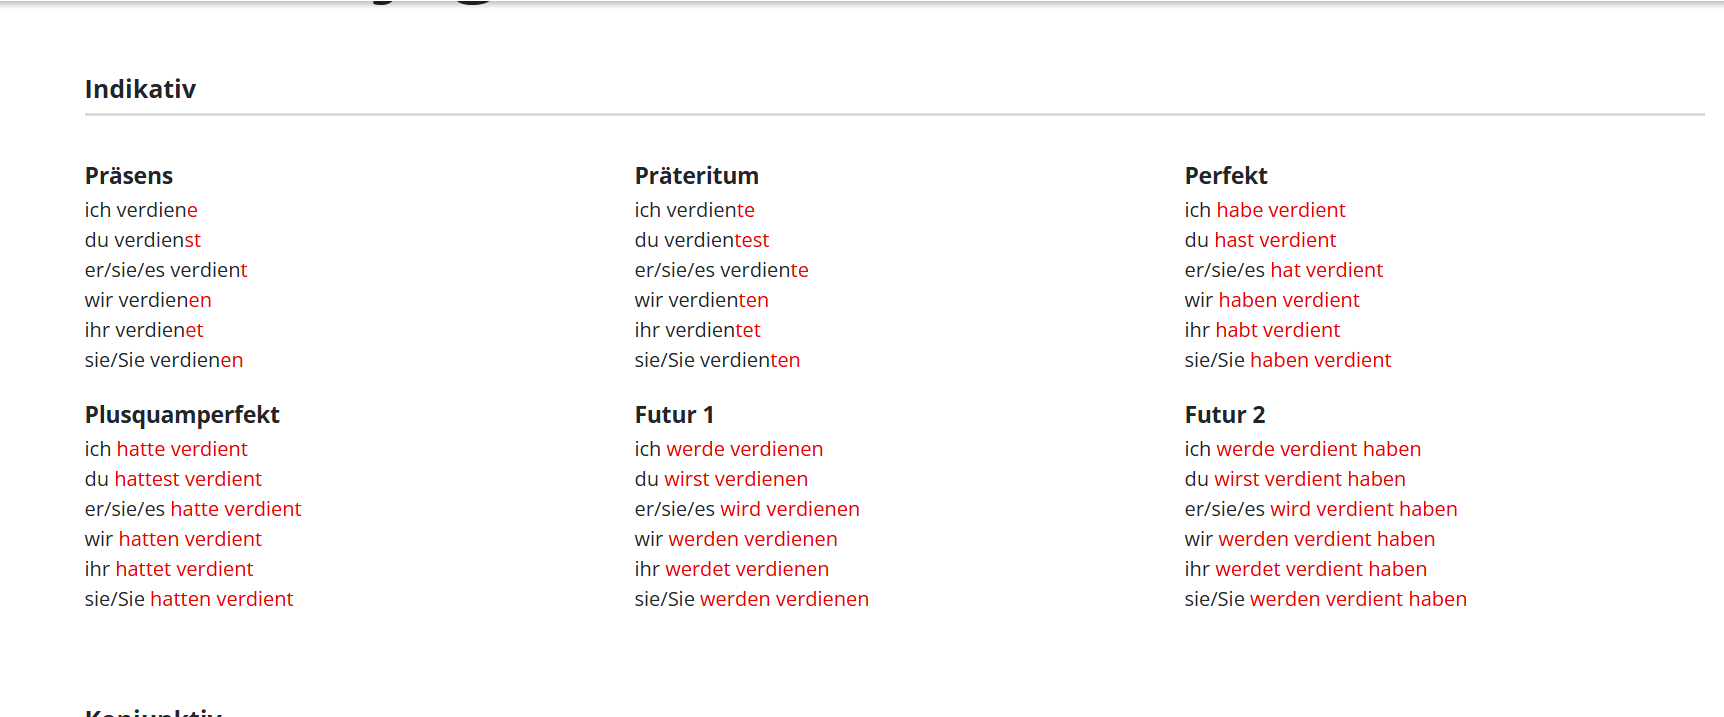 Indikativ
Präsens
ich verdiene
du verdienst
er/sie/es verdient
wir verdienen
ihr verdienet
sie/Sie verdienen
Präteritum
ich verdiente
du verdientest
er/sie/es verdiente
wir verdienten
ihr verdientet
sie/Sie verdienten
Perfekt
ich habe verdient
du hast verdient
er/sie/es hat verdient
wir haben verdient
ihr habt verdient
sie/Sie haben verdient
Plusquamperfekt
ich hatte verdient
du hattest verdient
er/sie/es hatte verdient
wir hatten verdient
ihr hattet verdient
sie/Sie hatten verdient
Futur 1
ich werde verdienen
du wirst verdienen
er/sie/es wird verdienen
wir werden verdienen
ihr werdet verdienen
sie/Sie werden verdienen
Futur 2
ich werde verdient haben
du wirst verdient haben
er/sie/es wird verdient haben
wir werden verdient haben
ihr werdet verdient haben
sie/Sie werden verdient haben
Konjunktiv